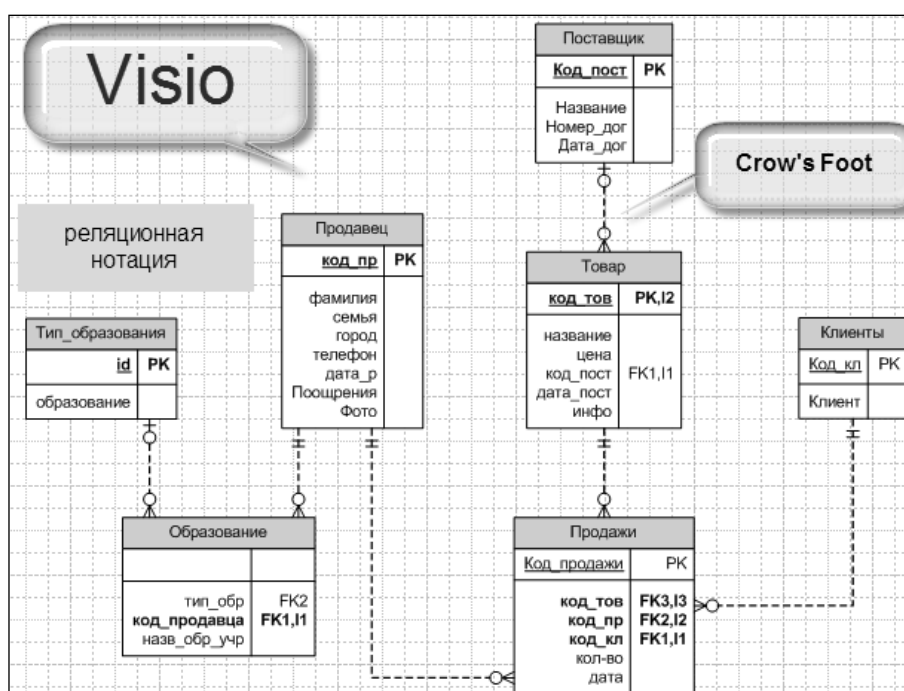 Visio
Crow's Foot
реляционная
нотация
Поставщик
Код_пост PK
Название
Номер_дог
Дата_дог
Продавец
код_пр PK
фамилия
семья
город
телефон
дата_р
Поощрения
Фото
Товар
код_тов PK,I2
название
цена
код_пост FK1,I1
дата_пост
инфо
Тип_образования
id PK
образование
Клиенты
Код_кл PK
Клиент
Образование
тип_обр FK2
код_продавца FK1,I1
назв_обр_учр
Продажи
Код_продажи PK
код_тов FK3,I3
код_пр FK2,I2
код_кл FK1,I1
кол-во
дата